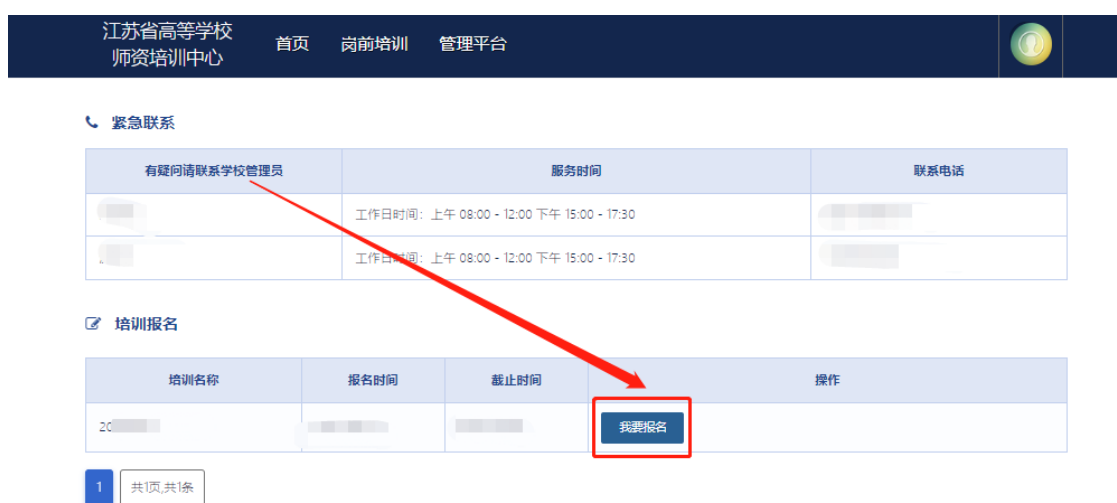 江苏省高等学校
师资培训中心
首页 岗前培训 管理平台
紧急联系
有疑问请联系学校管理员 服务时间 联系电话
工作日时间：上午 08:00 - 12:00 下午 15:00 - 17:30
工作日时间：上午 08:00 - 12:00 下午 15:00 - 17:30
培训报名
培训名称 报名时间 截止时间 操作
20 我要报名
1 共1页,共1条